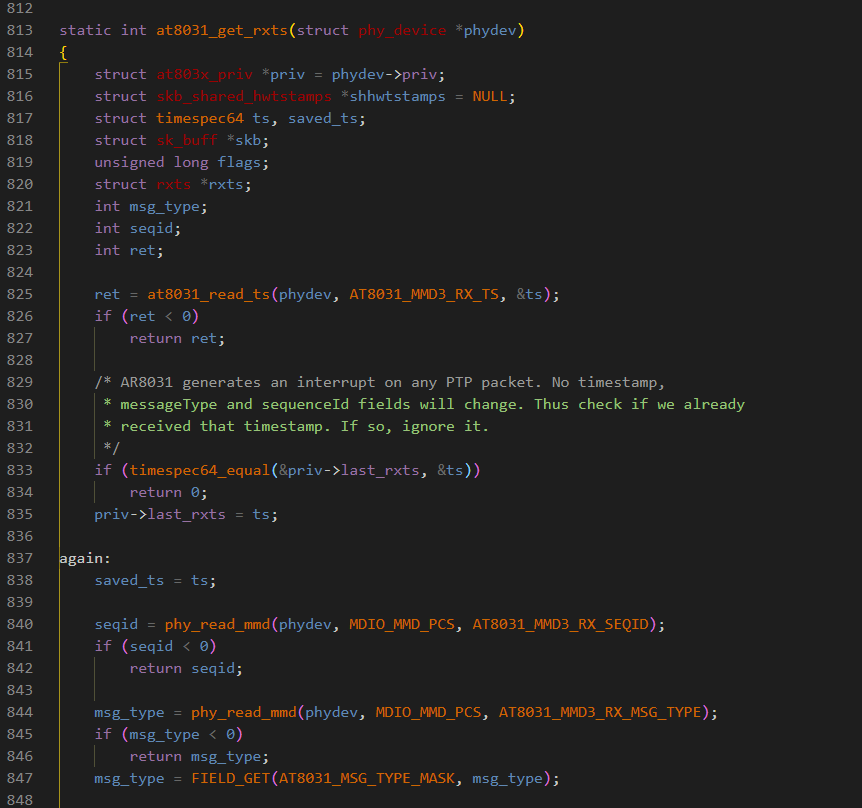 812
813 static int at8031_get_rxts(struct phy_device *phydev)
814 {
815     struct at803x_priv *priv = phydev->priv;
816     struct skb_shared_hwtstamps *shhwtstamps = NULL;
817     struct timespec64 ts, saved_ts;
818     struct sk_buff *skb;
819     unsigned long flags;
820     struct rxts *rxts;
821     int msg_type;
822     int seqid;
823     int ret;
824
825     ret = at8031_read_ts(phydev, AT8031_MMD3_RX_TS, &ts);
826     if (ret < 0)
827         return ret;
828
829     /* AR8031 generates an interrupt on any PTP packet. No timestamp,
830      * messageType and sequenceId fields will change. Thus check if we already
831      * received that timestamp. If so, ignore it.
832      */
833     if (timespec64_equal(&priv->last_rxts, &ts))
834         return 0;
835     priv->last_rxts = ts;
836
837 again:
838     saved_ts = ts;
839
840     seqid = phy_read_mmd(phydev, MDIO_MMD_PCS, AT8031_MMD3_RX_SEQID);
841     if (seqid < 0)
842         return seqid;
843
844     msg_type = phy_read_mmd(phydev, MDIO_MMD_PCS, AT8031_MMD3_RX_MSG_TYPE);
845     if (msg_type < 0)
846         return msg_type;
847     msg_type = FIELD_GET(AT8031_MSG_TYPE_MASK, msg_type);
848